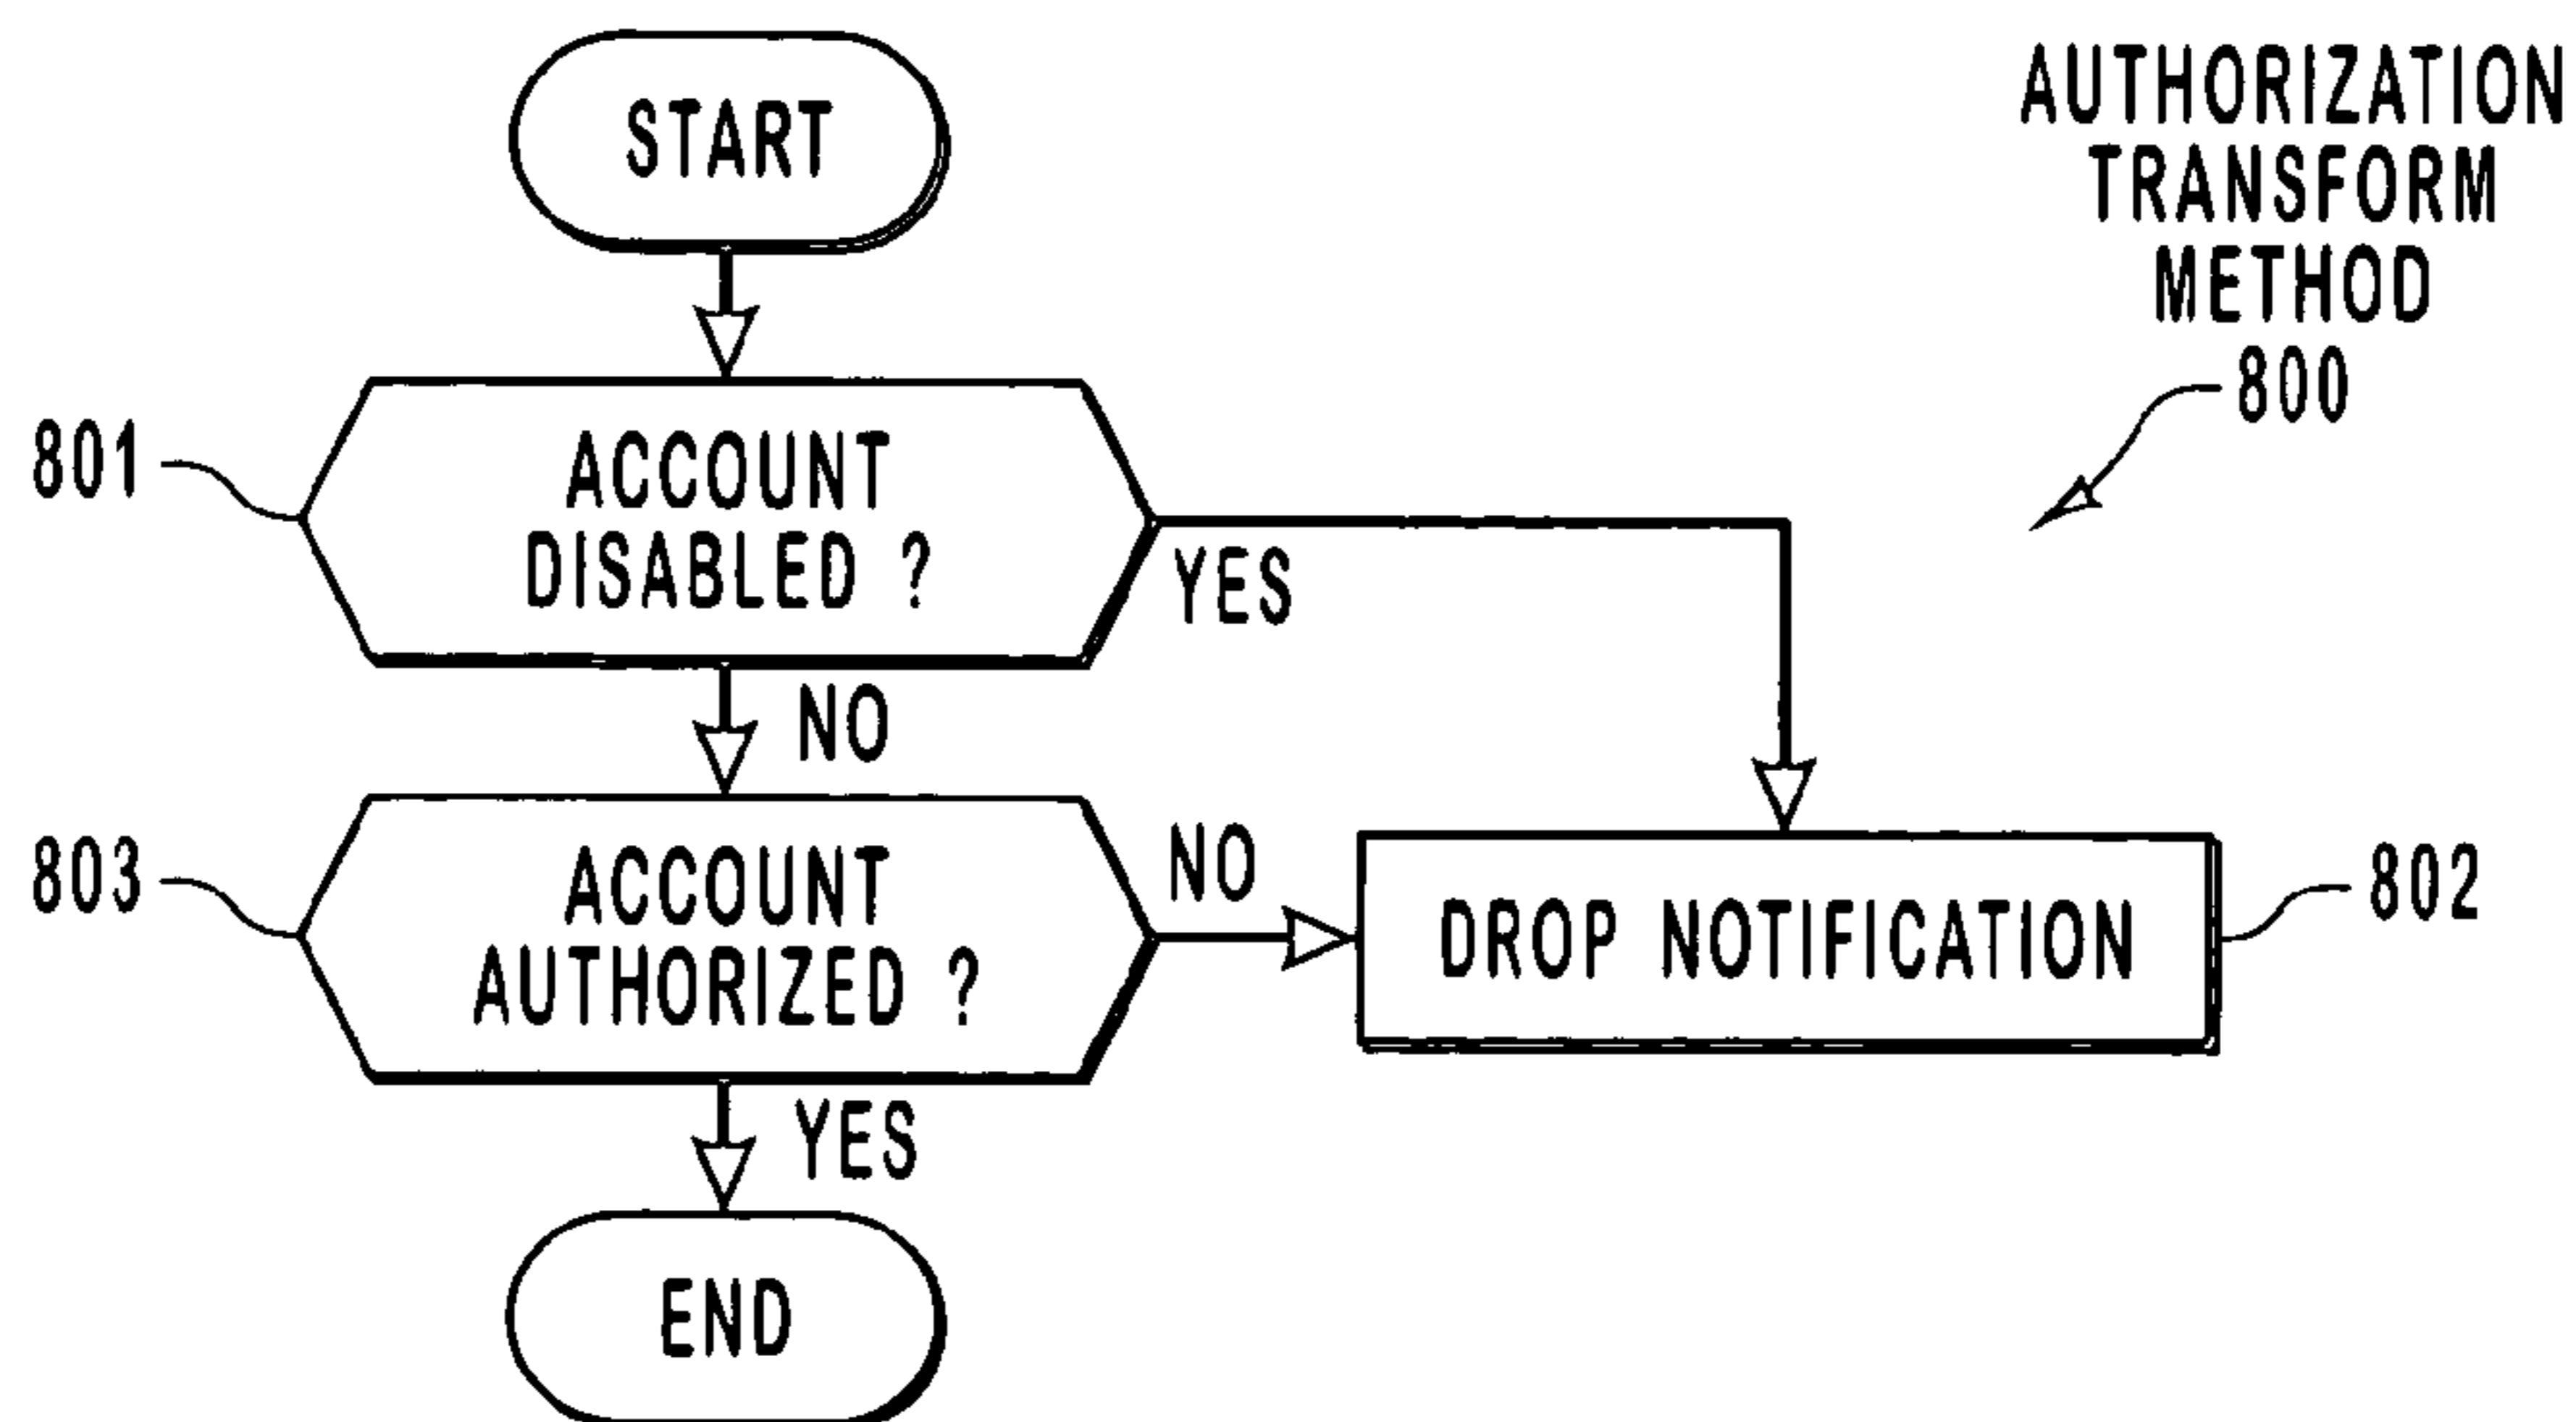 START
AUTHORIZATION
TRANSFORM
METHOD
800
801
ACCOUNT
DISABLED ?
YES
NO
803
ACCOUNT
AUTHORIZED ?
NO
DROP NOTIFICATION
802
YES
END